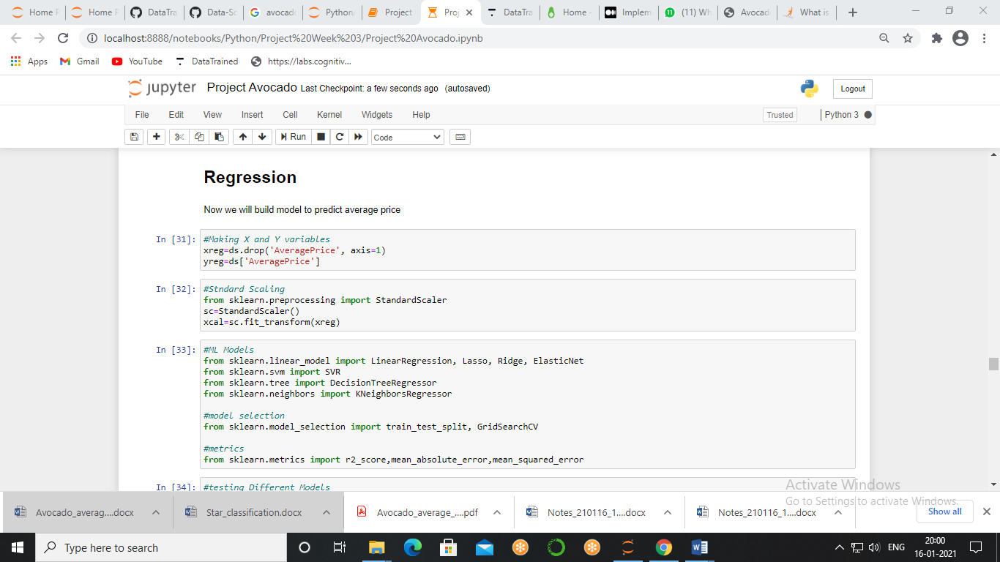 Home P
Home P
DataTra
Data-Sc
avocado
Python/
Project
Proj
DataTra
Home -
Implem
(11) Wh
Avocad
What is
localhost:8888/notebooks/Python/Project%20Week%203/Project%20Avocado.ipynb
Apps Gmail YouTube DataTrained https://labs.cognitiv...
jupyter Project Avocado Last Checkpoint: a few seconds ago (autosaved) Logout
File Edit View Insert Cell Kernel Widgets Help Trusted Python 3
Run Code
Regression
Now we will build model to predict average price
In [31]: #Making X and Y variables
xreg=ds.drop('AveragePrice', axis=1)
yreg=ds['AveragePrice']
In [32]: #Stndard Scaling
from sklearn.preprocessing import StandardScaler
sc=StandardScaler()
xcal=sc.fit_transform(xreg)
In [33]: #ML Models
from sklearn.linear_model import LinearRegression, Lasso, Ridge, ElasticNet
from sklearn.svm import SVR
from sklearn.tree import DecisionTreeRegressor
from sklearn.neighbors import KNeighborsRegressor
#model selection
from sklearn.model_selection import train_test_split, GridSearchCV
#metrics
from sklearn.metrics import r2_score,mean_absolute_error,mean_squared_error
In [34]: #testing Different Models
Activate Windows
Go to Settings to activate Windows.
Avocado_averag....docx Star_classification.docx Avocado_average_....pdf Notes_210116_1....docx Notes_210116_1....docx Show all
Type here to search ENG 20:00
16-01-2021